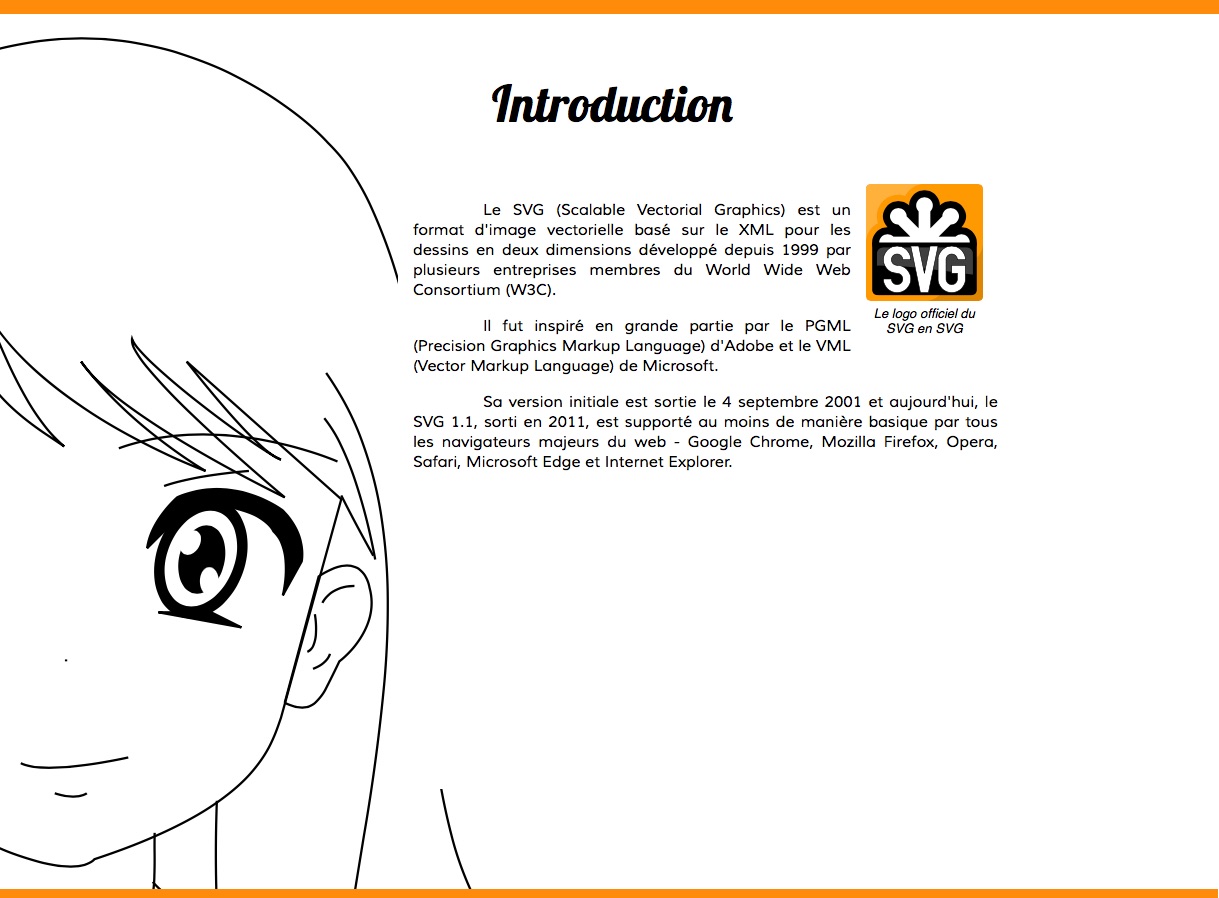 Introduction
Le SVG (Scalable Vectorial Graphics) est un
format d'image vectorielle basé sur le XML pour les
dessins en deux dimensions développé depuis 1999 par
plusieurs entreprises membres du World Wide Web
Consortium (W3C).
SVG
Le logo officiel du
SVG en SVG
Il fut inspiré en grande partie par le PGML
(Precision Graphics Markup Language) d'Adobe et le VML
(Vector Markup Language) de Microsoft.
Sa version initiale est sortie le 4 septembre 2001 et aujourd'hui, le
SVG 1.1, sorti en 2011, est supporté au moins de manière basique par tous
les navigateurs majeurs du web - Google Chrome, Mozilla Firefox, Opera,
Safari, Microsoft Edge et Internet Explorer.